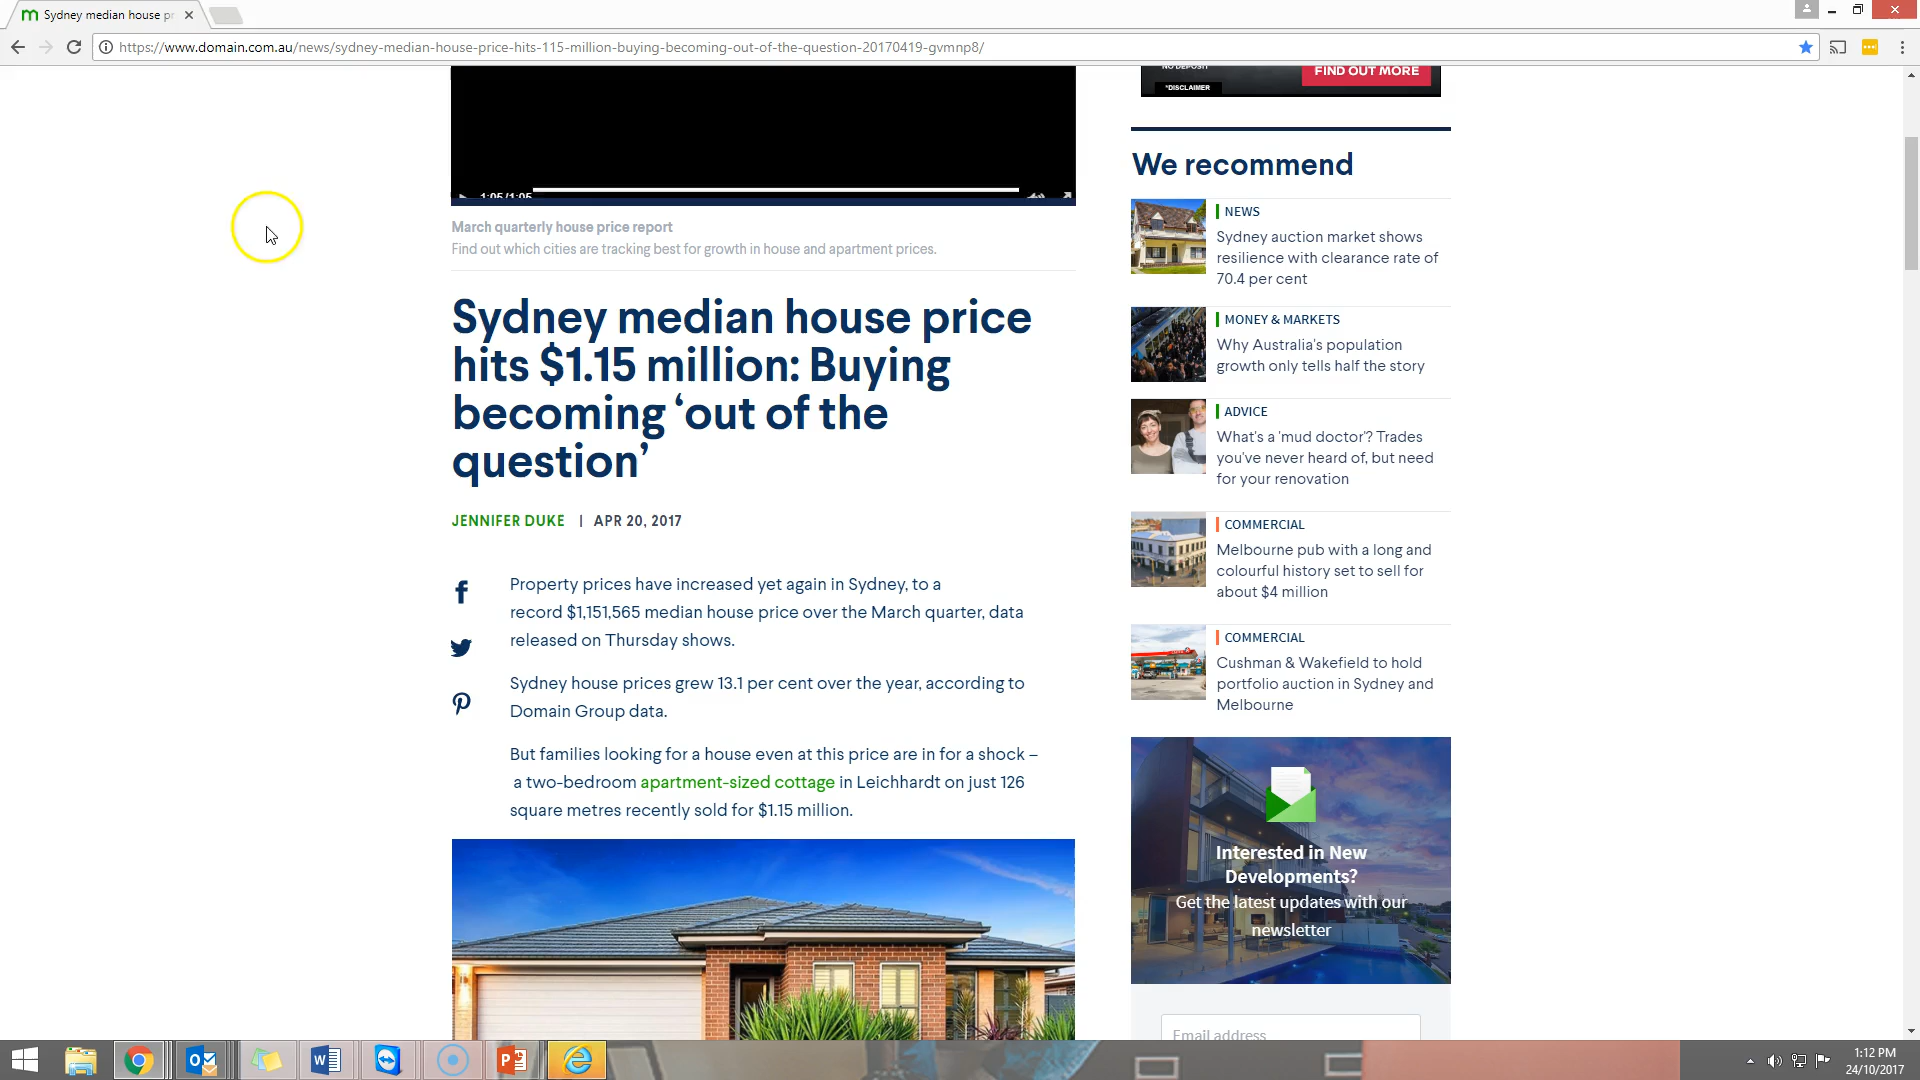 Sydney median house pr
https://www.domain.com.au/news/sydney-median-house-price-hits-115-million-buying-becoming-out-of-the-question-20170419-gvmnp8/
NO DEPOSIT
FIND OUT MORE
*DISCLAIMER
1:05/1:05
March quarterly house price report
Find out which cities are tracking best for growth in house and apartment prices.
Sydney median house price
hits $1.15 million: Buying
becoming ‘out of the
question’
JENNIFER DUKE | APR 20, 2017
Property prices have increased yet again in Sydney, to a
record $1,151,565 median house price over the March quarter, data
released on Thursday shows.
Sydney house prices grew 13.1 per cent over the year, according to
Domain Group data.
But families looking for a house even at this price are in for a shock –
a two-bedroom apartment-sized cottage in Leichhardt on just 126
square metres recently sold for $1.15 million.
We recommend
NEWS
Sydney auction market shows
resilience with clearance rate of
70.4 per cent
MONEY & MARKETS
Why Australia's population
growth only tells half the story
ADVICE
What's a 'mud doctor'? Trades
you've never heard of, but need
for your renovation
COMMERCIAL
Melbourne pub with a long and
colourful history set to sell for
about $4 million
COMMERCIAL
Cushman & Wakefield to hold
portfolio auction in Sydney and
Melbourne
Interested in New
Developments?
Get the latest updates with our
newsletter
Email address
1:12 PM
24/10/2017